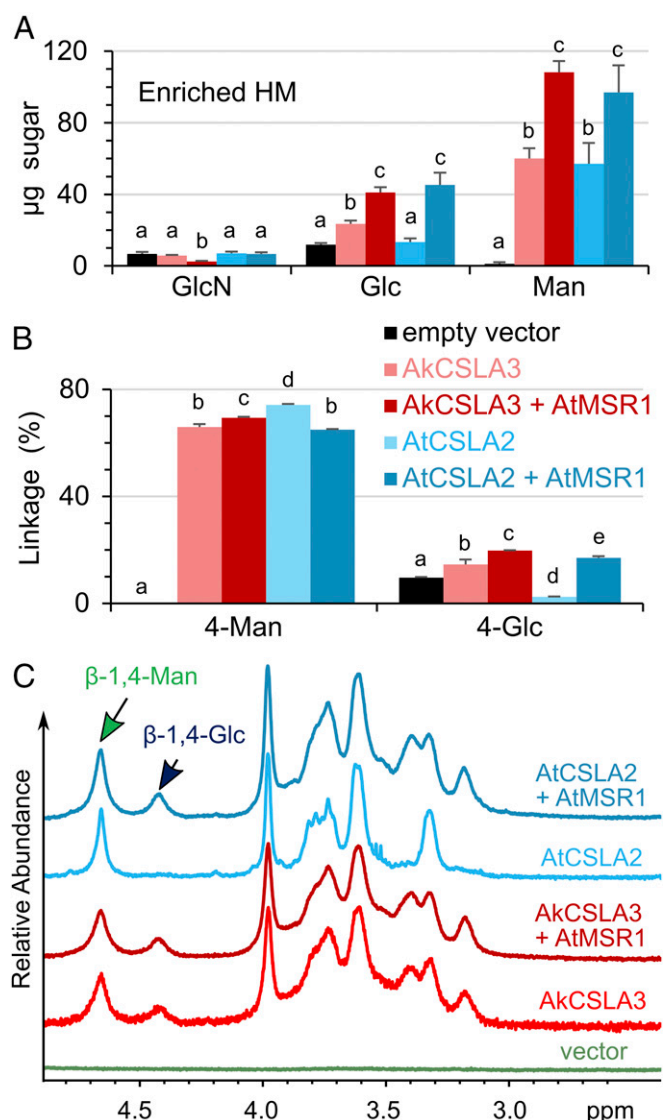 A
120
80
40
0
µg sugar
Enriched HM
a a b a a
a b c a c
a b c b c
GlcN Glc Man
B
80
40
0
Linkage (%)
empty vector
AkCSLA3
AkCSLA3 + AtMSR1
AtCSLA2
AtCSLA2 + AtMSR1
a b c d b
a b c d e
4-Man 4-Glc
C
β-1,4-Man
β-1,4-Glc
Relative Abundance
AtCSLA2
+ AtMSR1
AtCSLA2
AkCSLA3
+ AtMSR1
AkCSLA3
vector
4.5 4.0 3.5 3.0 ppm